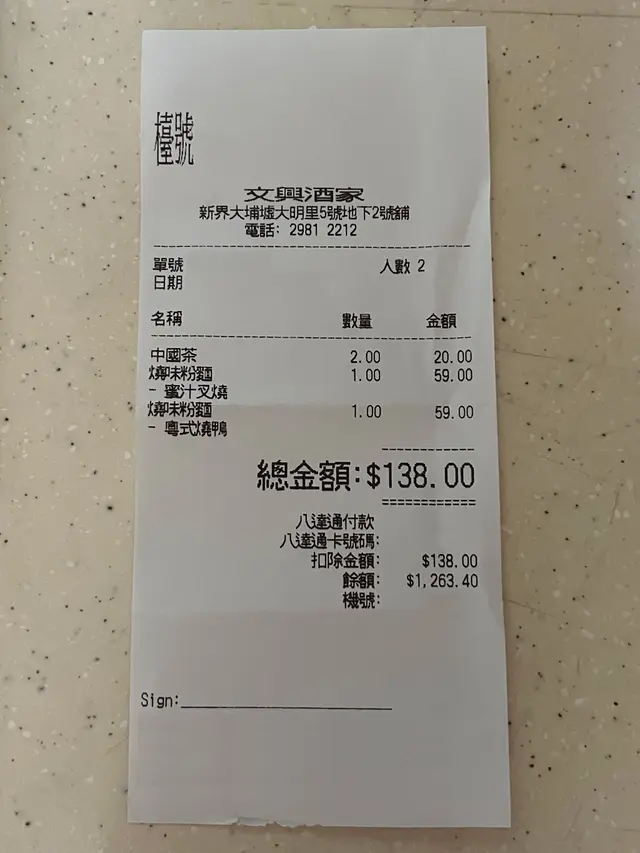 檯號
文興酒家
新界大埔墟大明里5號地下2號舖
電話: 2981 2212
單號 人數 2
日期
名稱 數量 金額
中國茶 2.00 20.00
燒味粉麵 1.00 59.00
- 蜜汁叉燒
燒味粉麵 1.00 59.00
- 粵式燒鴨
總金額:$138.00
八達通付款
八達通卡號碼:
扣除金額: $138.00
餘額: $1,263.40
機號:
Sign: